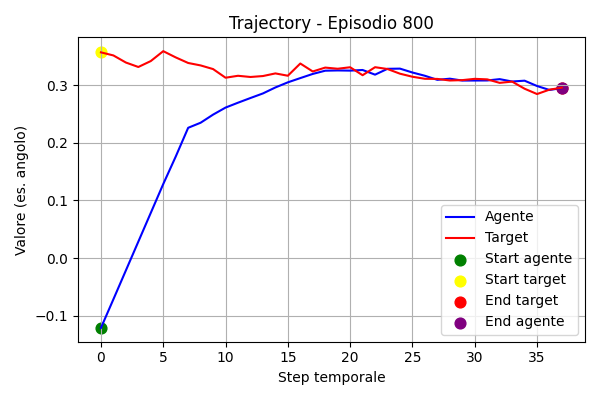 Trajectory - Episodio 800
Valore (es. angolo)
0.3
0.2
0.1
0.0
−0.1
Agente
Target
Start agente
Start target
End target
End agente
0 5 10 15 20 25 30 35
Step temporale